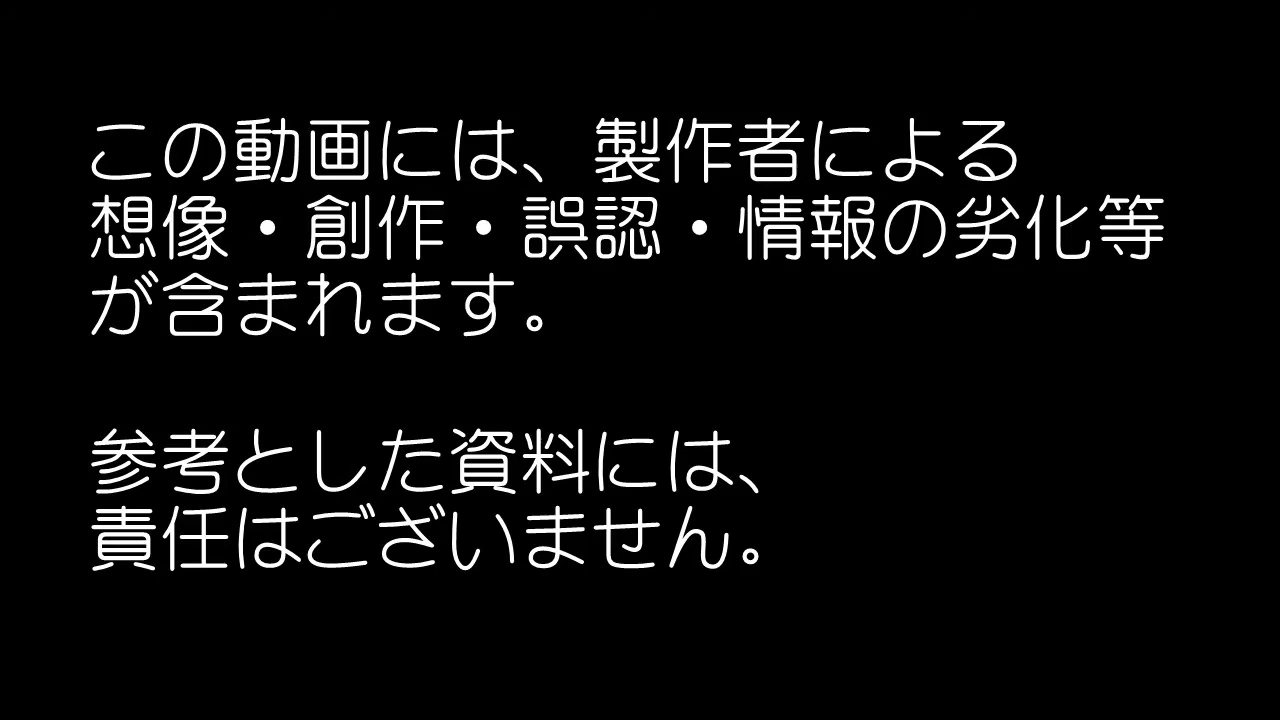 この動画には、製作者による
想像・創作・誤認・情報の劣化等
が含まれます。
参考とした資料には、
責任はございません。